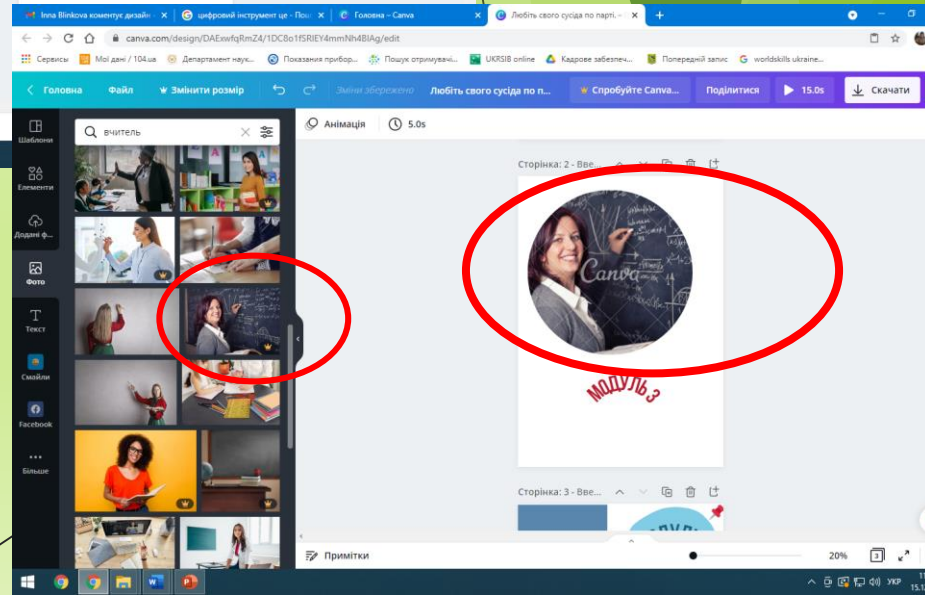 Inna Blinkova коментує дизайн -
цифровий інструмент це - Пош
Головна – Canva
Любіть свого сусіда по парті. –
canva.com/design/DAExwfqRmZ4/1DC8o1fSRIEY4mmNh4BIAg/edit
Сервисы Мої дані / 104.ua Департамент наук... Показания прибор... Пошук отримувачі... UKRSIB online Кадрове забезпеч... Попередній запис worldskills ukraine...
Головна Файл Змінити розмір Зміни збережено Любіть свого сусіда по п... Спробуйте Canva... Поділитися 15.0s Скачати
Шаблони
Елементи
Додані ф...
Фото
Текст
Смайли
Facebook
Більше
вчитель
Анімація 5.0s
Сторінка: 2 - Вве...
Canva
МОДУЛЬ 3
Сторінка: 3 - Вве...
Примітки
20%
3
УКР